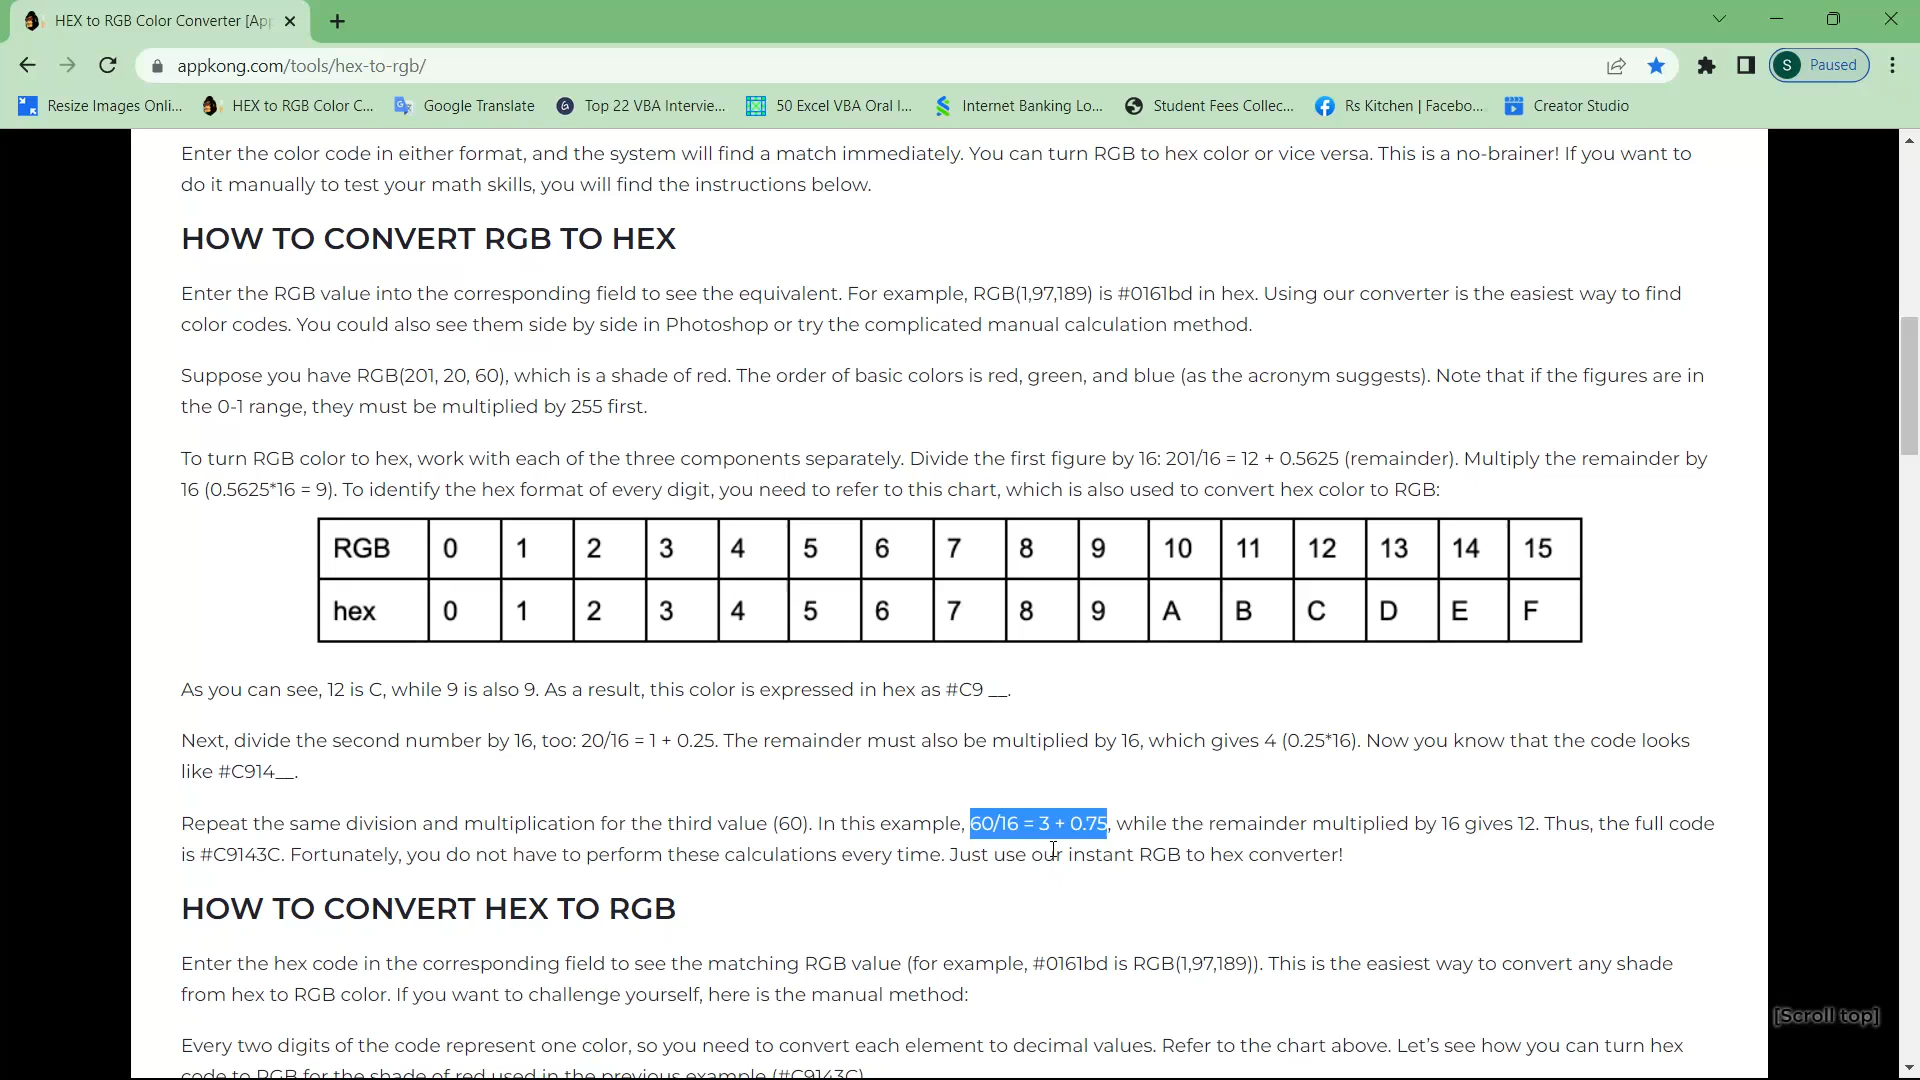 HEX to RGB Color Converter [App
appkong.com/tools/hex-to-rgb/
S Paused
Resize Images Onli... HEX to RGB Color C... Google Translate Top 22 VBA Intervie... 50 Excel VBA Oral I... Internet Banking Lo... Student Fees Collec... Rs Kitchen | Facebo... Creator Studio
Enter the color code in either format, and the system will find a match immediately. You can turn RGB to hex color or vice versa. This is a no-brainer! If you want to
do it manually to test your math skills, you will find the instructions below.
HOW TO CONVERT RGB TO HEX
Enter the RGB value into the corresponding field to see the equivalent. For example, RGB(1,97,189) is #0161bd in hex. Using our converter is the easiest way to find
color codes. You could also see them side by side in Photoshop or try the complicated manual calculation method.
Suppose you have RGB(201, 20, 60), which is a shade of red. The order of basic colors is red, green, and blue (as the acronym suggests). Note that if the figures are in
the 0-1 range, they must be multiplied by 255 first.
To turn RGB color to hex, work with each of the three components separately. Divide the first figure by 16: 201/16 = 12 + 0.5625 (remainder). Multiply the remainder by
16 (0.5625*16 = 9). To identify the hex format of every digit, you need to refer to this chart, which is also used to convert hex color to RGB:
RGB 0 1 2 3 4 5 6 7 8 9 10 11 12 13 14 15
hex 0 1 2 3 4 5 6 7 8 9 A B C D E F
As you can see, 12 is C, while 9 is also 9. As a result, this color is expressed in hex as #C9 __.
Next, divide the second number by 16, too: 20/16 = 1 + 0.25. The remainder must also be multiplied by 16, which gives 4 (0.25*16). Now you know that the code looks
like #C914__.
Repeat the same division and multiplication for the third value (60). In this example, 60/16 = 3 + 0.75, while the remainder multiplied by 16 gives 12. Thus, the full code
is #C9143C. Fortunately, you do not have to perform these calculations every time. Just use our instant RGB to hex converter!
HOW TO CONVERT HEX TO RGB
Enter the hex code in the corresponding field to see the matching RGB value (for example, #0161bd is RGB(1,97,189)). This is the easiest way to convert any shade
from hex to RGB color. If you want to challenge yourself, here is the manual method:
[Scroll top]
Every two digits of the code represent one color, so you need to convert each element to decimal values. Refer to the chart above. Let's see how you can turn hex
code to RGB for the shade of red used in the previous example (#C9143C)